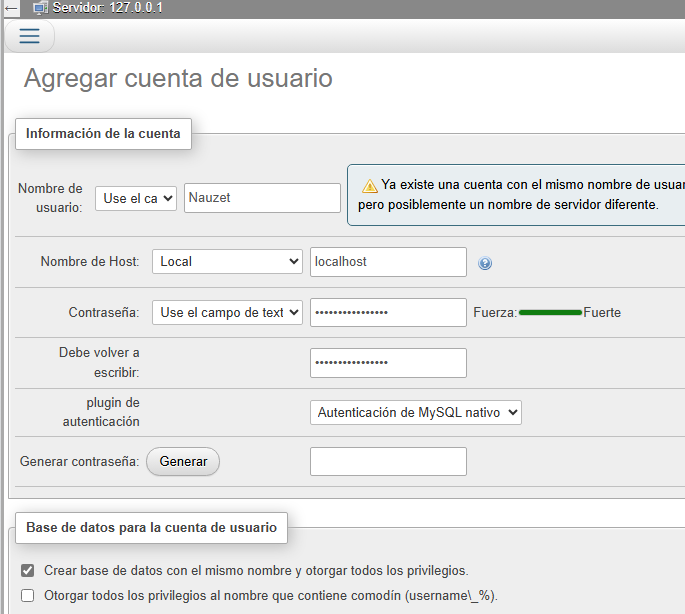 Servidor: 127.0.0.1
Agregar cuenta de usuario
Información de la cuenta
Nombre de usuario:
Use el ca
Nauzet
Ya existe una cuenta con el mismo nombre de
pero posiblemente un nombre de servidor diferente.
Nombre de Host:
Local
localhost
Contraseña:
Use el campo de text
Fuerza:
Fuerte
Debe volver a
escribir:
plugin de
autenticación
Autenticación de MySQL nativo
Generar contraseña:
Generar
Base de datos para la cuenta de usuario
Crear base de datos con el mismo nombre y otorgar todos los privilegios.
Otorgar todos los privilegios al nombre que contiene comodín (username\_%).